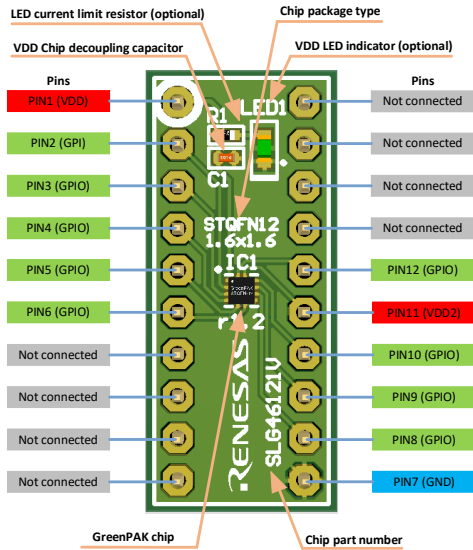 LED current limit resistor (optional)
Chip package type
VDD Chip decoupling capacitor
VDD LED indicator (optional)
Pins
Pins
PIN1 (VDD)
Not connected
PIN2 (GPI)
Not connected
PIN3 (GPIO)
Not connected
PIN4 (GPIO)
Not connected
PIN5 (GPIO)
PIN12 (GPIO)
PIN6 (GPIO)
PIN11 (VDD2)
Not connected
PIN10 (GPIO)
Not connected
PIN9 (GPIO)
Not connected
PIN8 (GPIO)
Not connected
PIN7 (GND)
R1
LED1
C1
STQFN12
1.6x1.6
IC1
GreenPAK
r1.2
RENESAS
SLG46121V
GreenPAK chip
Chip part number